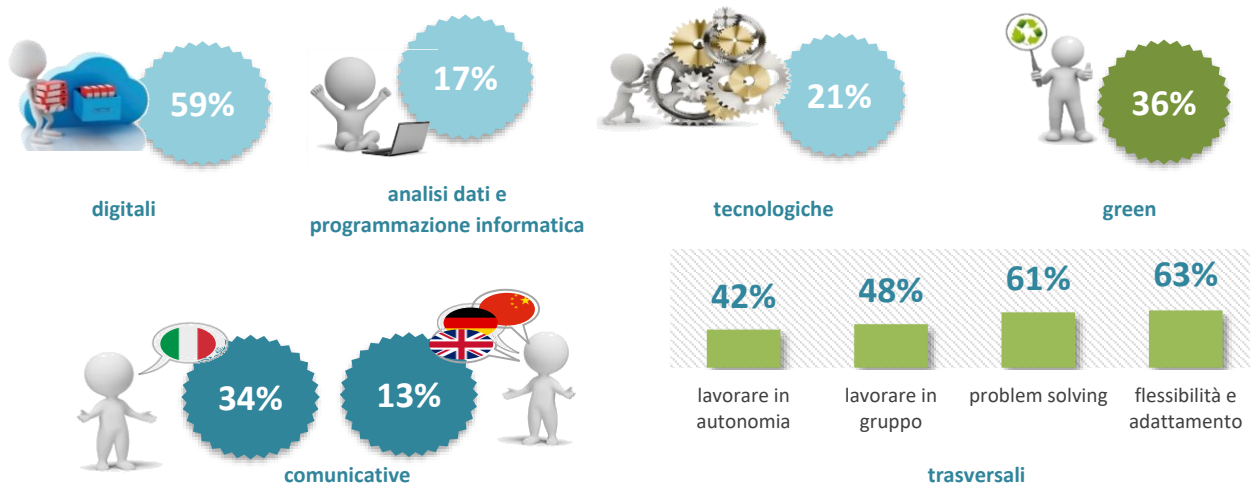 59%
17%
21%
36%
digitali
analisi dati e
programmazione informatica
tecnologiche
green
34%
13%
comunicative
42%
48%
61%
63%
lavorare in
autonomia
lavorare in
gruppo
problem solving
flessibilità e
adattamento
trasversali